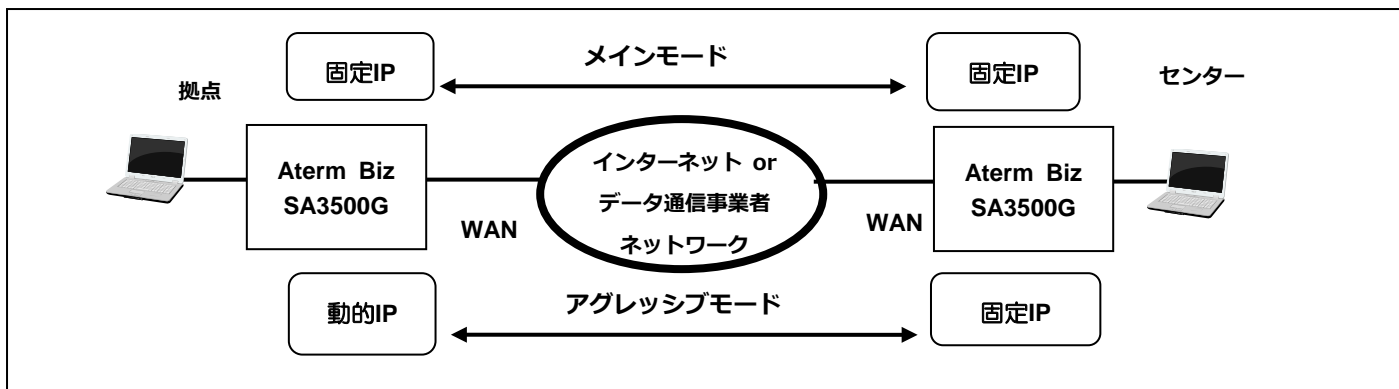 固定IP
メインモード
固定IP
拠点
センター
Aterm Biz
SA3500G
インターネット or
データ通信事業者
ネットワーク
Aterm Biz
SA3500G
WAN
WAN
動的IP
アグレッシブモード
固定IP